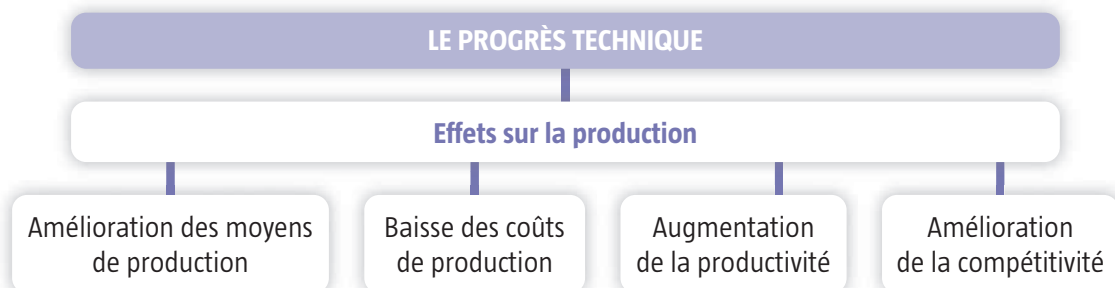 LE PROGRÈS TECHNIQUE
Effets sur la production
Amélioration des moyens
de production
Baisse des coûts
de production
Augmentation
de la productivité
Amélioration
de la compétitivité